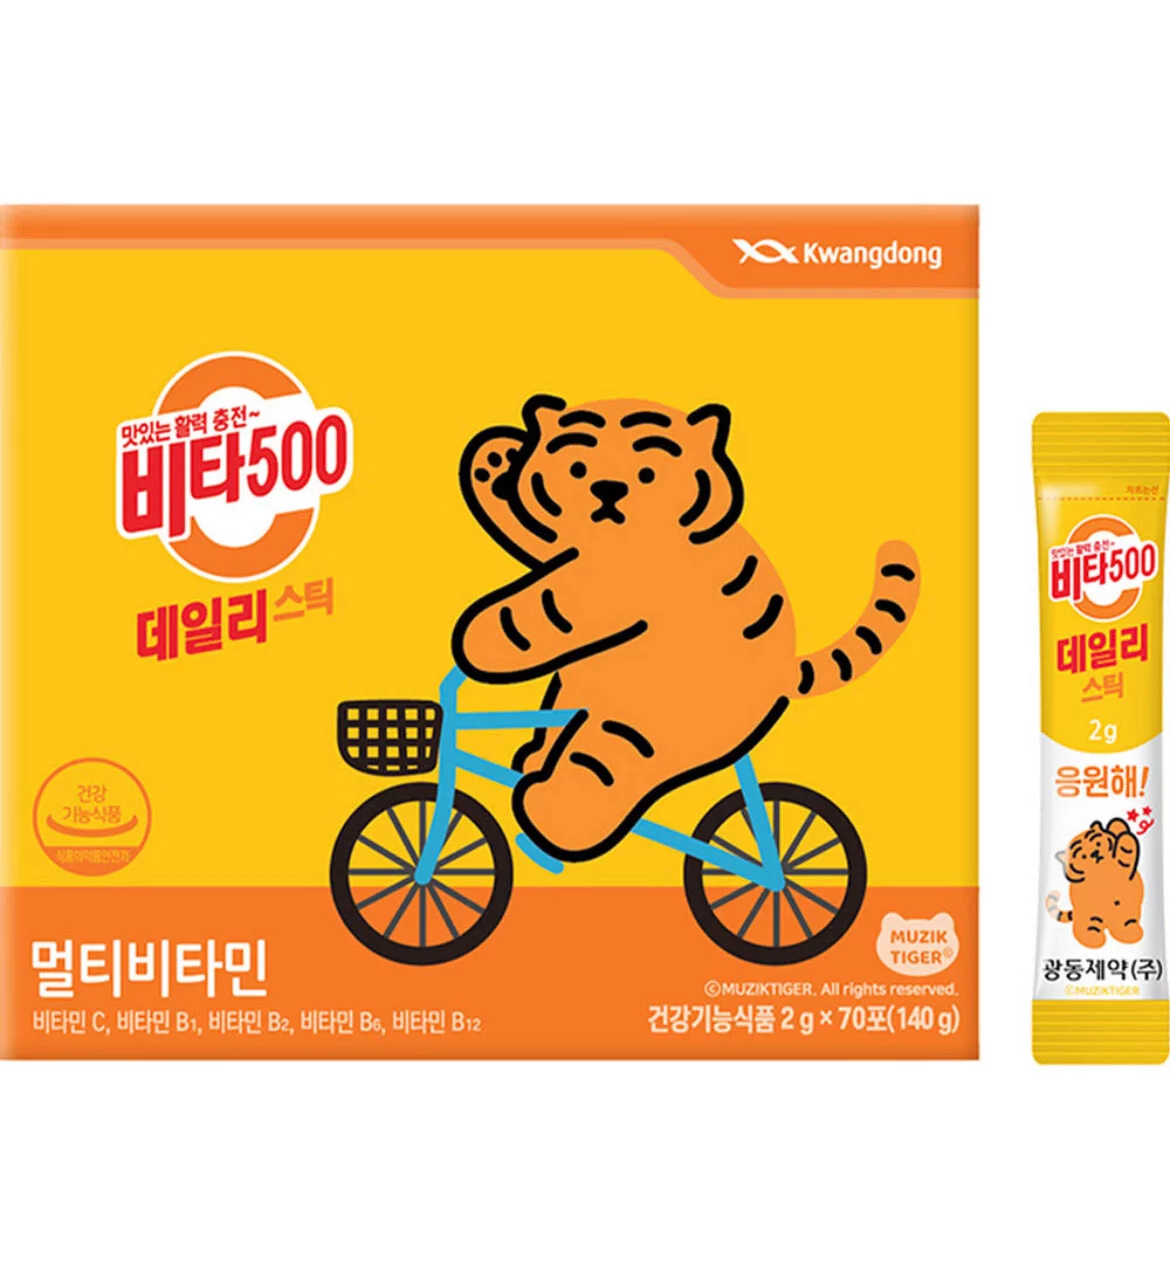 Kwangdong
맛있는 활력 충전~
비타500
데일리스틱
건강
기능식품
식품의약품안전처
MUZIK
TIGER©
멀티비타민
©MUZIKTIGER. All rights reserved.
비타민 C, 비타민 B1, 비타민 B2, 비타민 B6, 비타민 B12
건강기능식품 2 g × 70포(140 g)
자르는선
맛있는 활력 충전~
비타500
데일리
스틱
2g
응원해!
광동제약(주)
©MUZIKTIGER